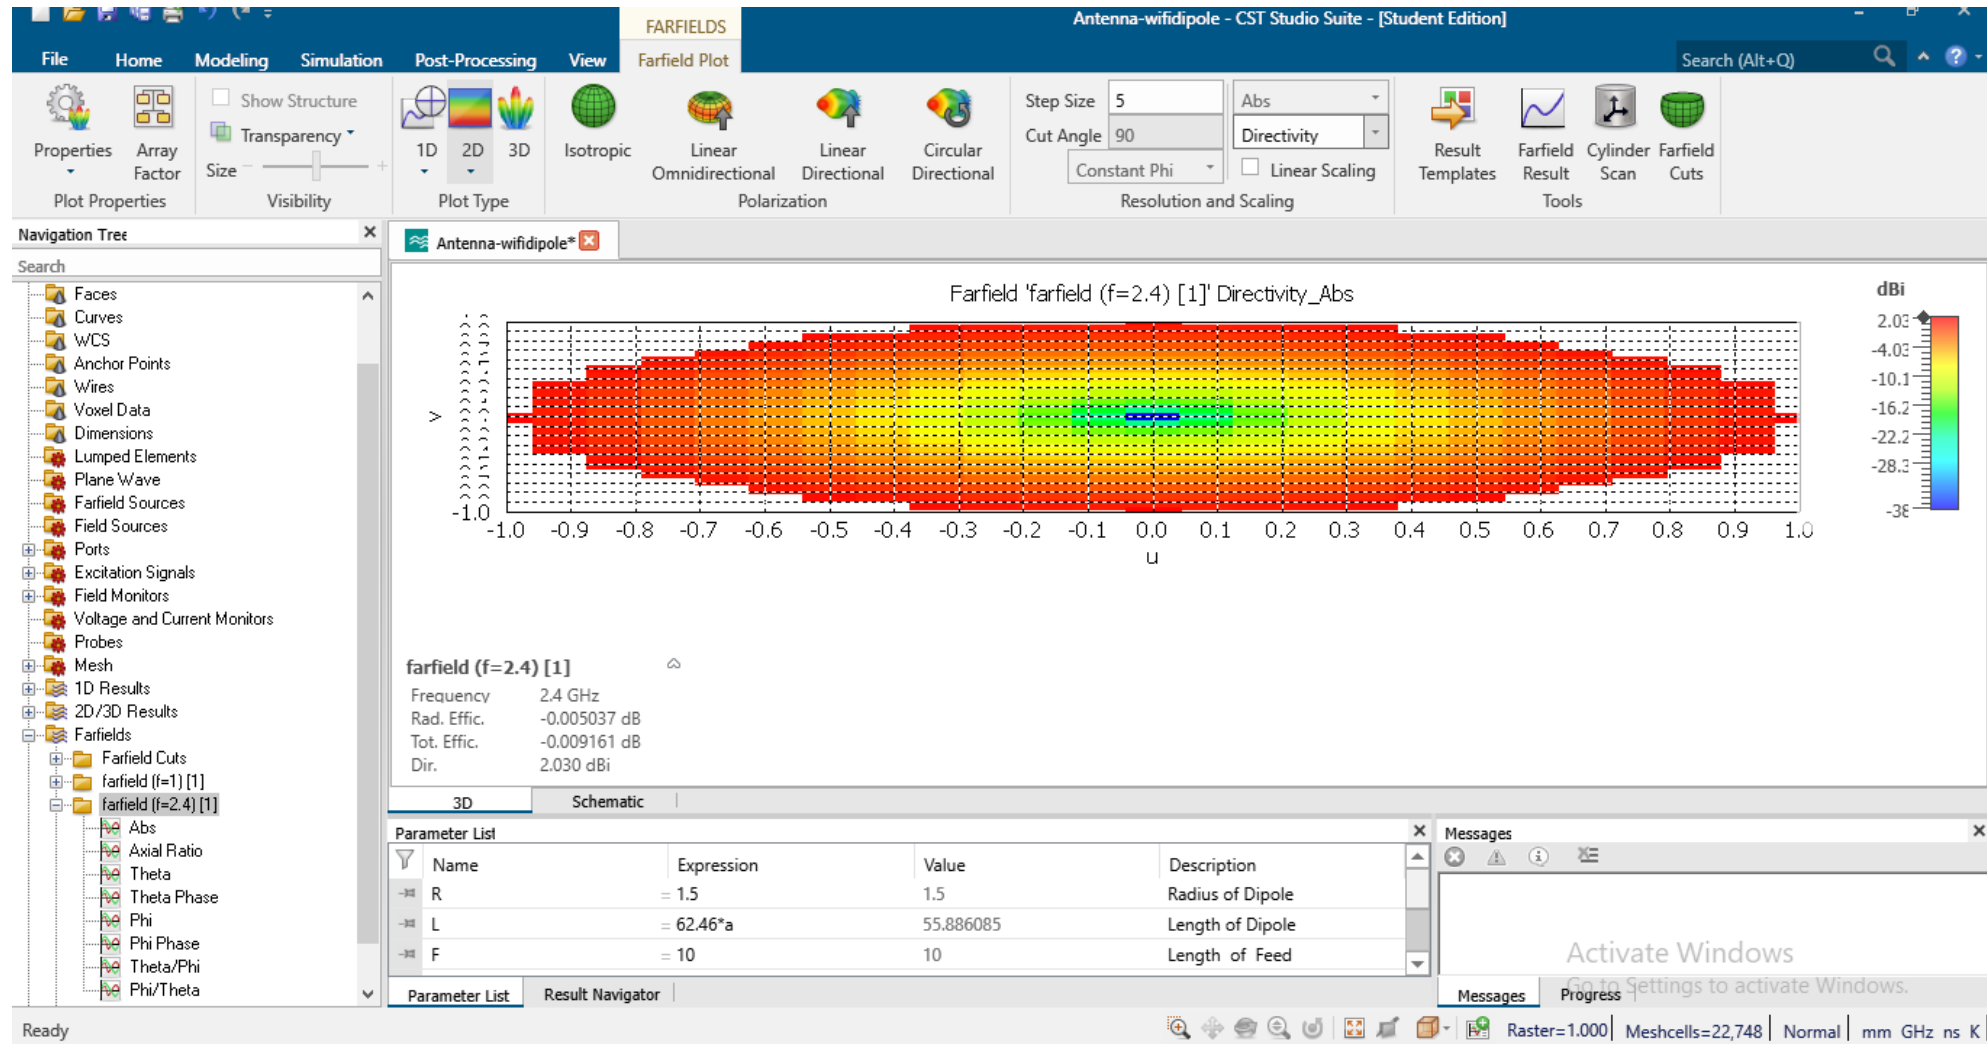 FARFIELDS
Antenna-wifidipole - CST Studio Suite - [Student Edition]
File Home Modeling Simulation Post-Processing View Farfield Plot Search (Alt+Q)
Properties
Array Factor
Plot Properties
Show Structure
Transparency
Size
Visibility
1D 2D 3D
Plot Type
Isotropic
Linear Omnidirectional
Linear Directional
Circular Directional
Polarization
Step Size 5
Cut Angle 90
Constant Phi
Abs
Directivity
Linear Scaling
Resolution and Scaling
Result Templates
Farfield Result
Cylinder Scan
Farfield Cuts
Tools
Navigation Tree
Search
Faces
Curves
WCS
Anchor Points
Wires
Voxel Data
Dimensions
Lumped Elements
Plane Wave
Farfield Sources
Field Sources
Ports
Excitation Signals
Field Monitors
Voltage and Current Monitors
Probes
Mesh
1D Results
2D/3D Results
Farfields
Farfield Cuts
farfield (f=1) [1]
farfield (f=2.4) [1]
Abs
Axial Ratio
Theta
Theta Phase
Phi
Phi Phase
Theta/Phi
Phi/Theta
Antenna-wifidipole*
Farfield 'farfield (f=2.4) [1]' Directivity_Abs
v
-1.0
-1.0 -0.9 -0.8 -0.7 -0.6 -0.5 -0.4 -0.3 -0.2 -0.1 0.0 0.1 0.2 0.3 0.4 0.5 0.6 0.7 0.8 0.9 1.0
u
dBi
2.03
-4.03
-10.1
-16.2
-22.2
-28.3
-38
farfield (f=2.4) [1]
Frequency 2.4 GHz
Rad. Effic. -0.005037 dB
Tot. Effic. -0.009161 dB
Dir. 2.030 dBi
3D Schematic
Parameter List
Name Expression Value Description
R = 1.5 1.5 Radius of Dipole
L = 62.46*a 55.886085 Length of Dipole
F = 10 10 Length of Feed
Parameter List Result Navigator
Messages
Activate Windows
Go to Settings to activate Windows.
Messages Progress
Ready
Raster=1.000 Meshcells=22,748 Normal mm GHz ns K